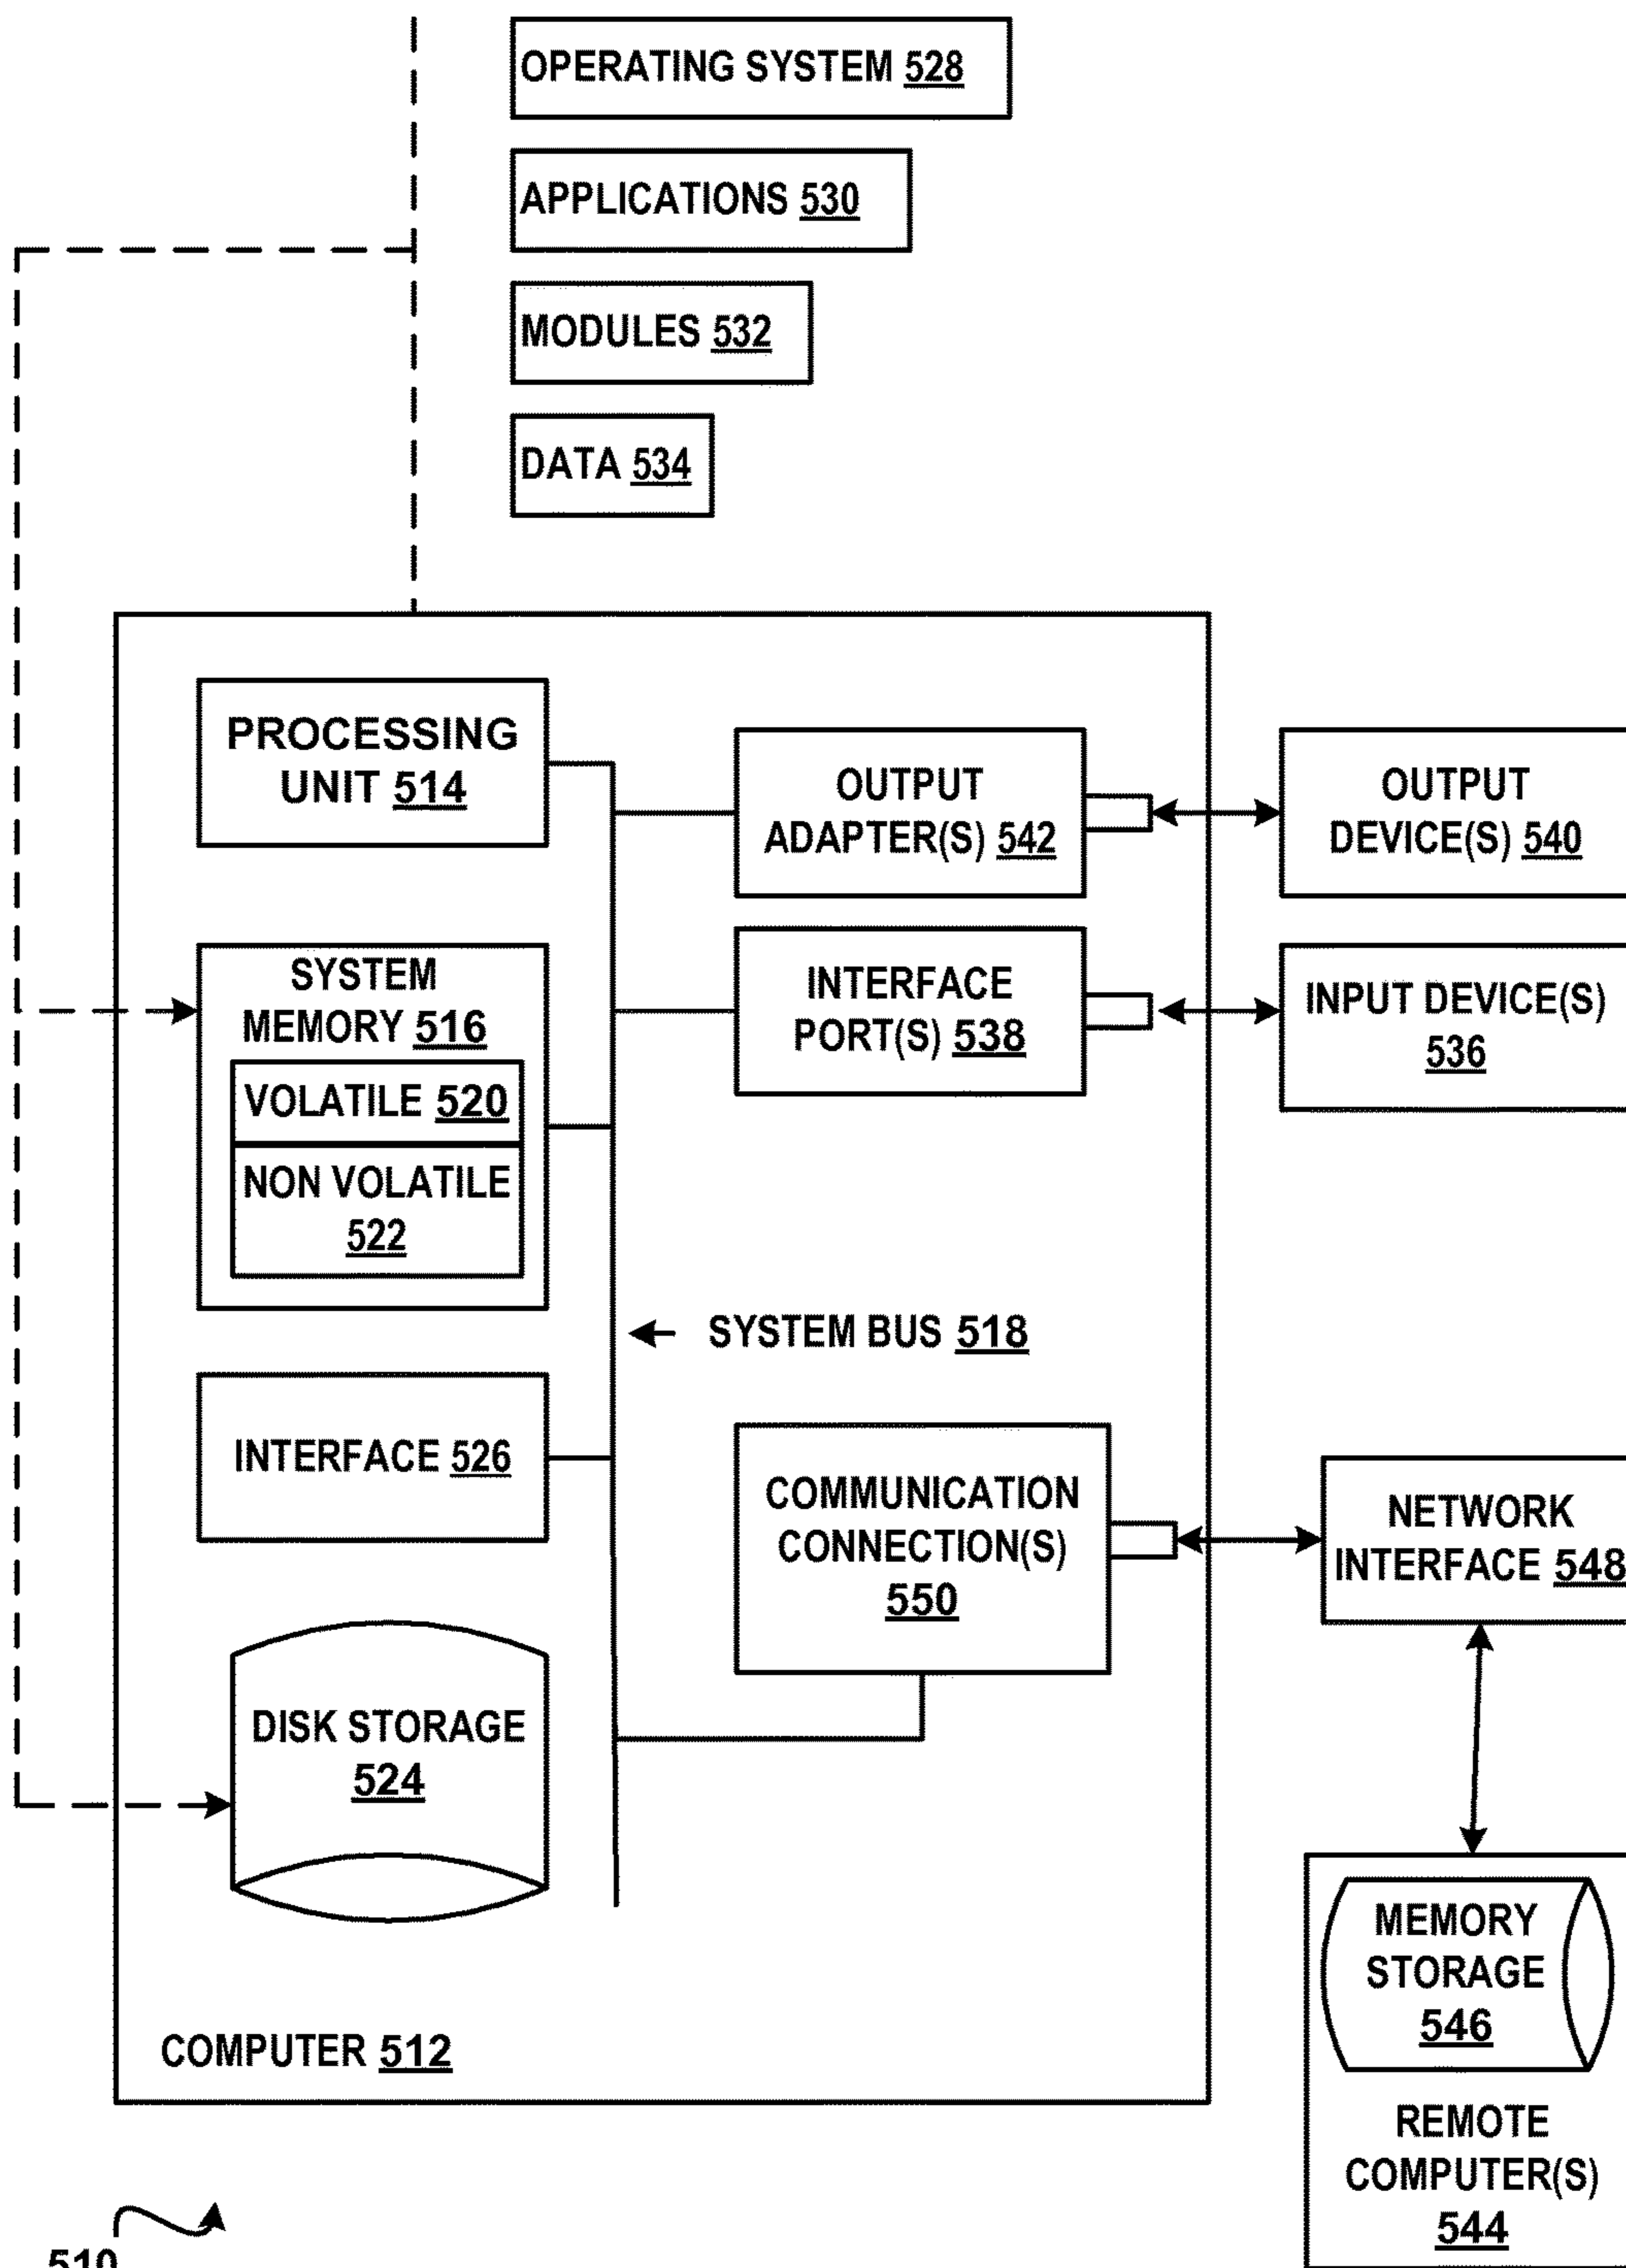 OPERATING SYSTEM 528
APPLICATIONS 530
MODULES 532
DATA 534
PROCESSING
UNIT 514
OUTPUT
ADAPTER(S) 542
OUTPUT
DEVICE(S) 540
SYSTEM
MEMORY 516
VOLATILE 520
NON VOLATILE
522
INTERFACE
PORT(S) 538
INPUT DEVICE(S)
536
SYSTEM BUS 518
INTERFACE 526
COMMUNICATION
CONNECTION(S)
550
NETWORK
INTERFACE 548
DISK STORAGE
524
MEMORY
STORAGE
546
COMPUTER 512
REMOTE
COMPUTER(S)
544
510